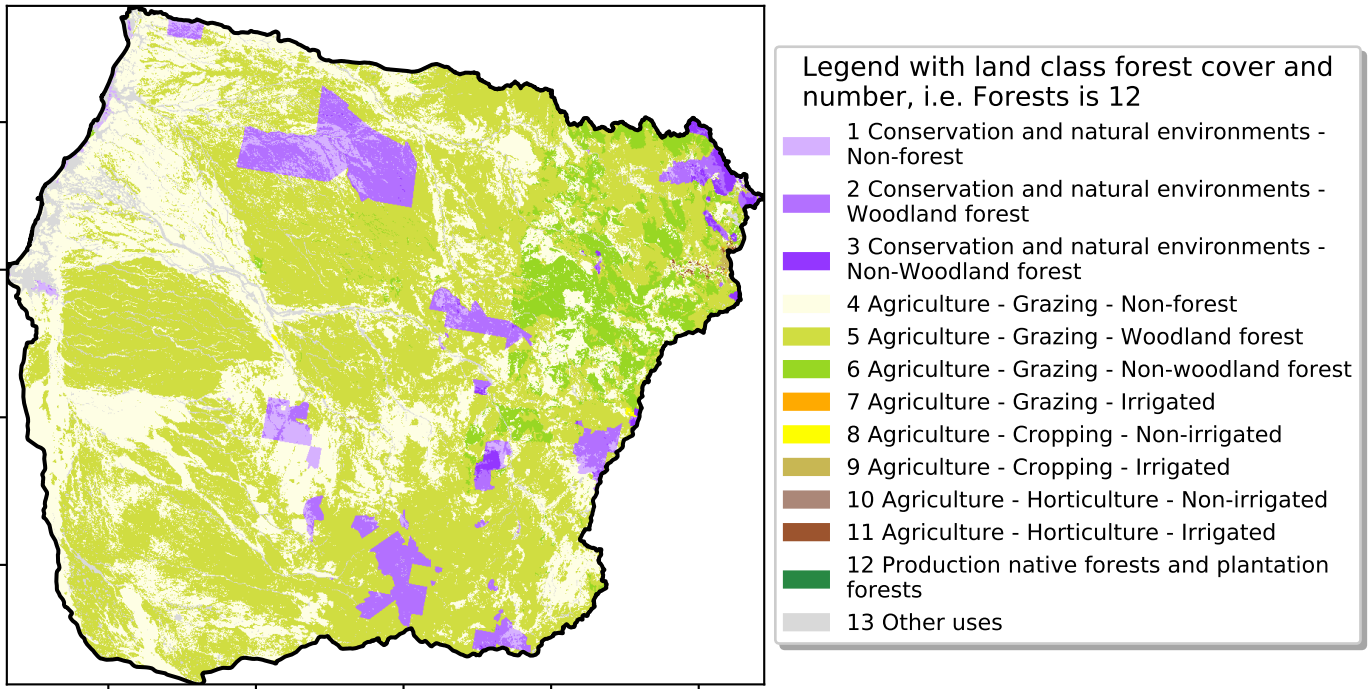 Legend with land class forest cover and
number, i.e. Forests is 12
1 Conservation and natural environments -
Non-forest
2 Conservation and natural environments -
Woodland forest
3 Conservation and natural environments -
Non-Woodland forest
4 Agriculture - Grazing - Non-forest
5 Agriculture - Grazing - Woodland forest
6 Agriculture - Grazing - Non-woodland forest
7 Agriculture - Grazing - Irrigated
8 Agriculture - Cropping - Non-irrigated
9 Agriculture - Cropping - Irrigated
10 Agriculture - Horticulture - Non-irrigated
11 Agriculture - Horticulture - Irrigated
12 Production native forests and plantation
forests
13 Other uses